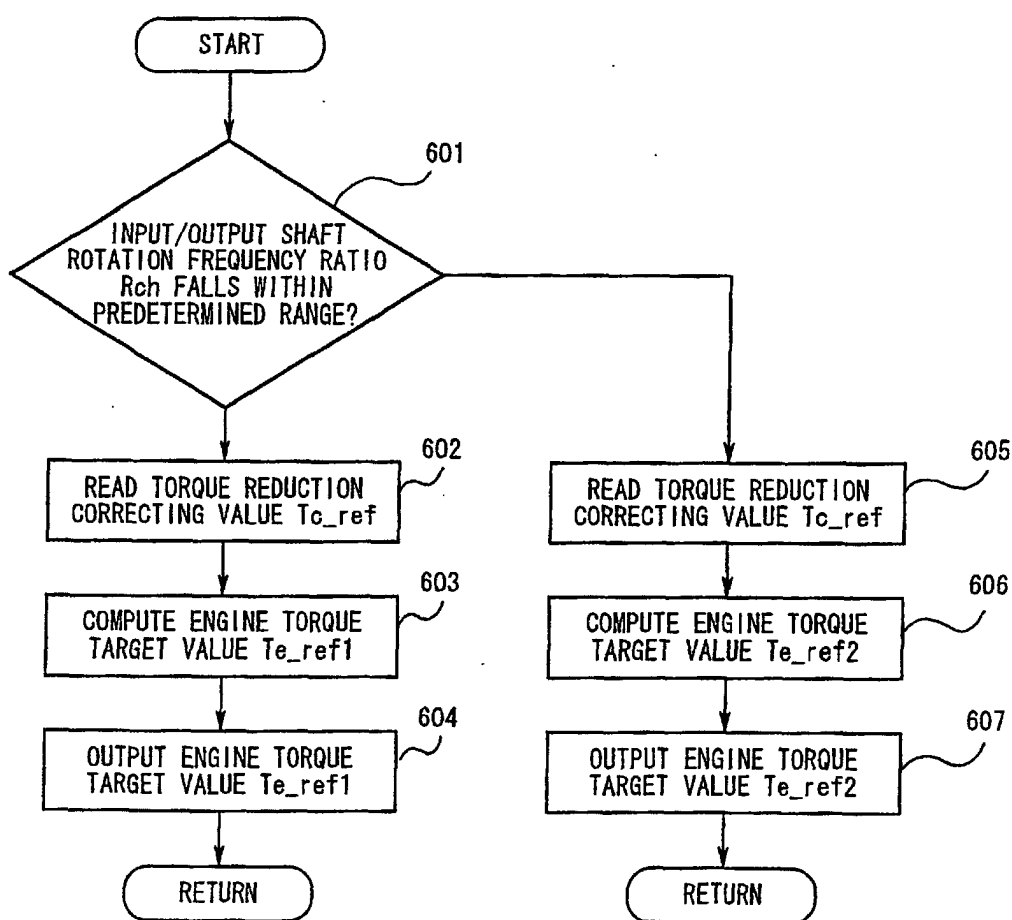 START
601
INPUT/OUTPUT SHAFT
ROTATION FREQUENCY RATIO
Rch FALLS WITHIN
PREDETERMINED RANGE?
602
READ TORQUE REDUCTION
CORRECTING VALUE Tc_ref
603
COMPUTE ENGINE TORQUE
TARGET VALUE Te_ref1
604
OUTPUT ENGINE TORQUE
TARGET VALUE Te_ref1
RETURN
605
READ TORQUE REDUCTION
CORRECTING VALUE Tc_ref
606
COMPUTE ENGINE TORQUE
TARGET VALUE Te_ref2
607
OUTPUT ENGINE TORQUE
TARGET VALUE Te_ref2
RETURN